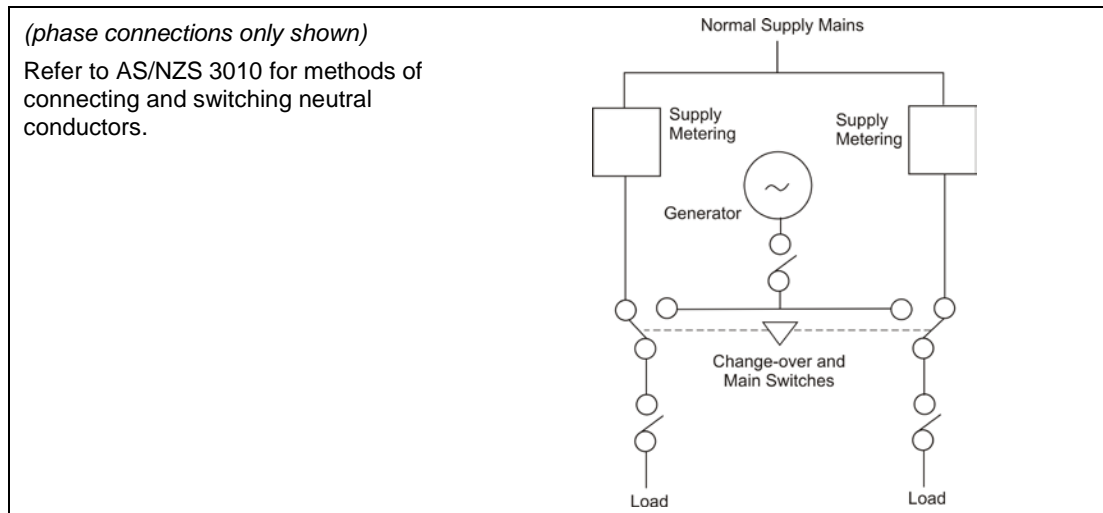 (phase connections only shown)
Refer to AS/NZS 3010 for methods of
connecting and switching neutral
conductors.
Normal Supply Mains
Supply
Metering
Supply
Metering
Generator
Change-over and
Main Switches
Load
Load